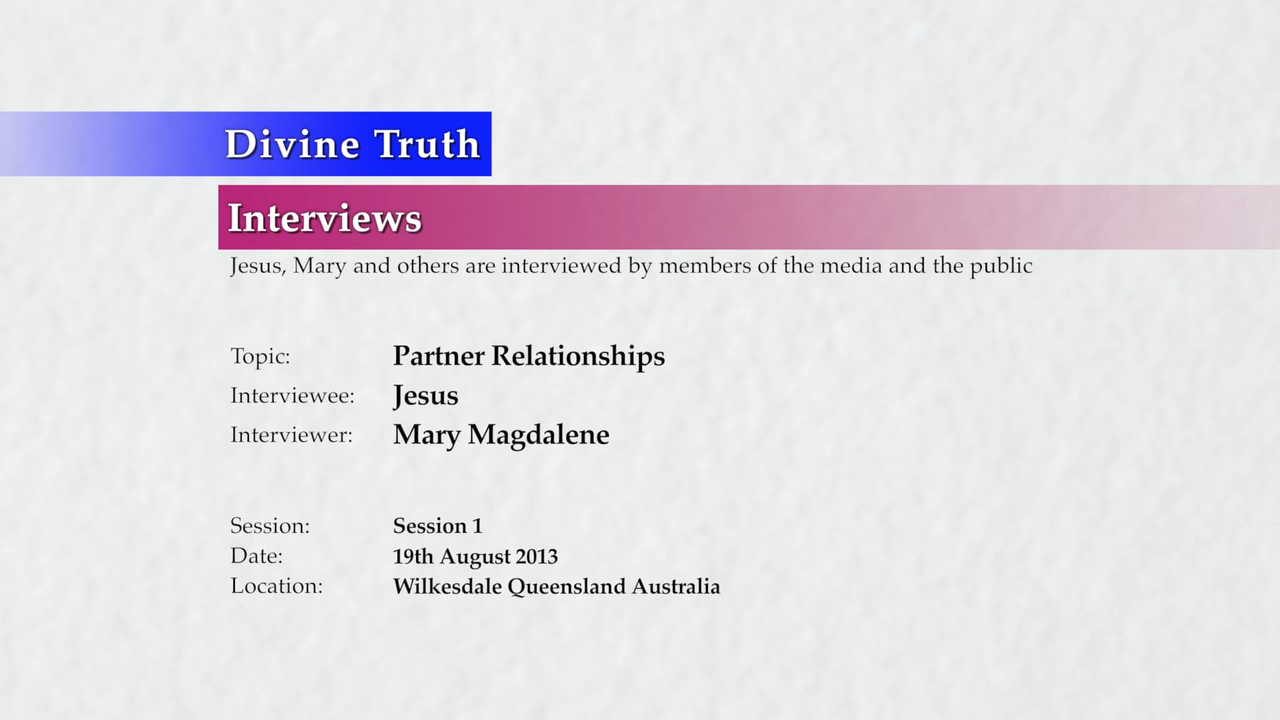 Divine Truth
Interviews
Jesus, Mary and others are interviewed by members of the media and the public
Topic: Partner Relationships
Interviewee: Jesus
Interviewer: Mary Magdalene
Session: Session 1
Date: 19th August 2013
Location: Wilkesdale Queensland Australia